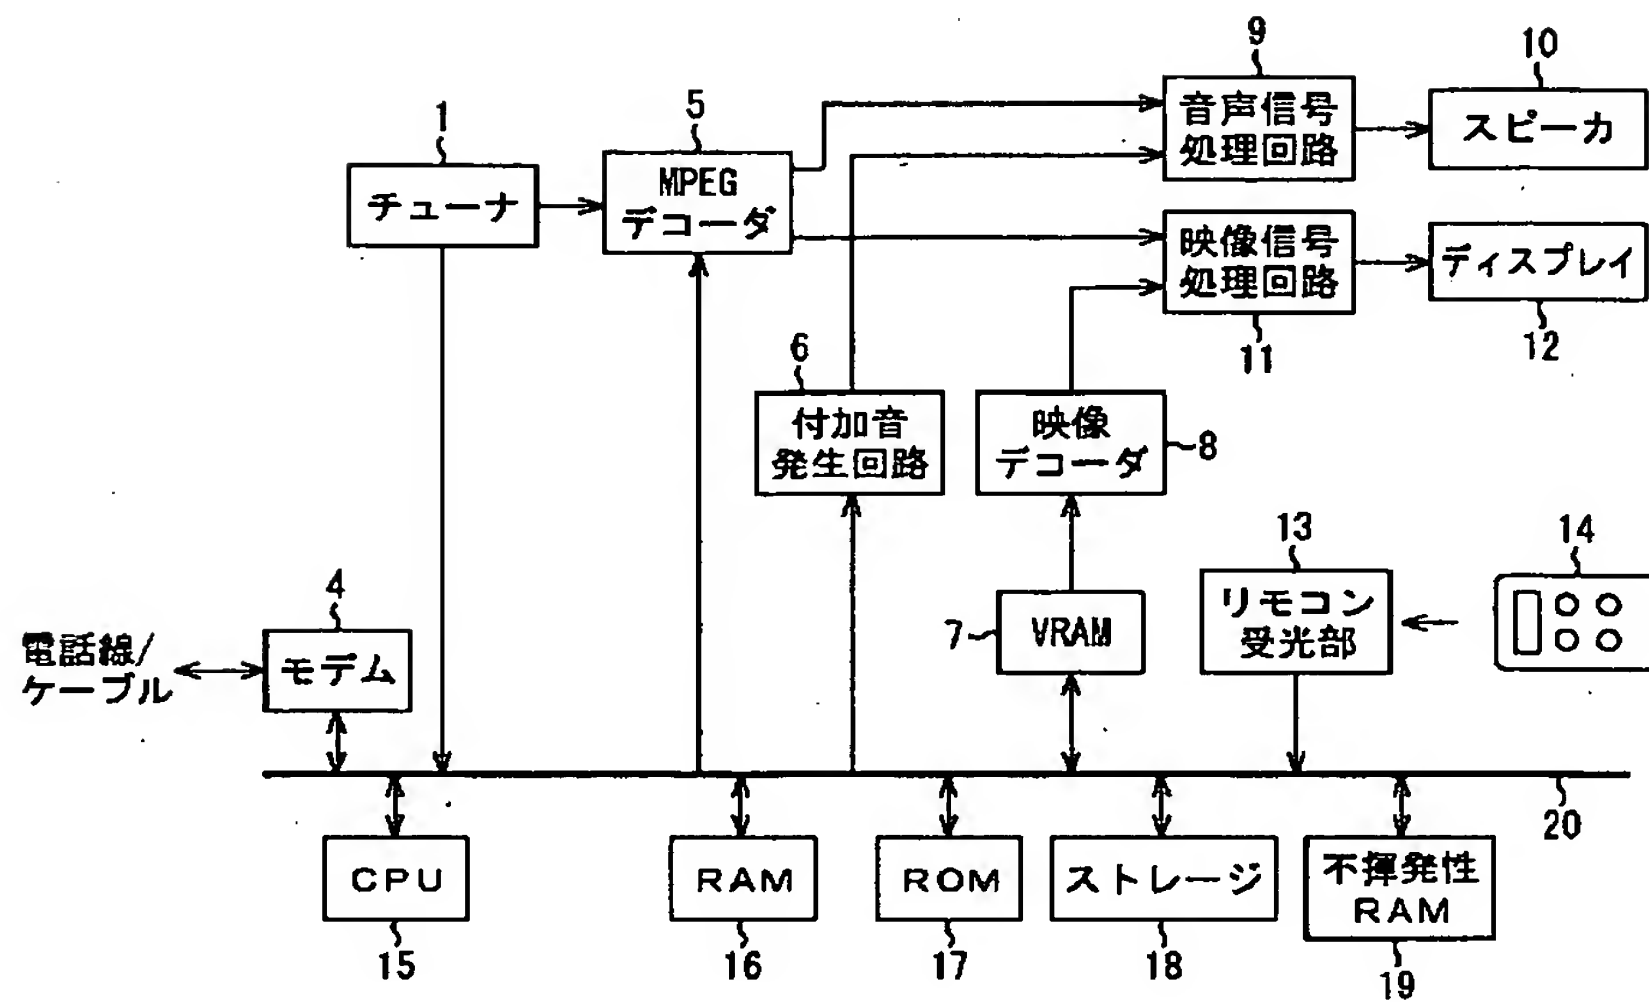 9
10
音声信号
処理回路
スピーカ
5
1
MPEG
デコーダ
チューナ
映像信号
処理回路
ディスプレイ
11
12
6
付加音
発生回路
映像
デコーダ
8
13
14
4
リモコン
受光部
7
VRAM
電話線/
ケーブル
モデム
20
CPU
RAM
ROM
ストレージ
不揮発性
RAM
15
16
17
18
19